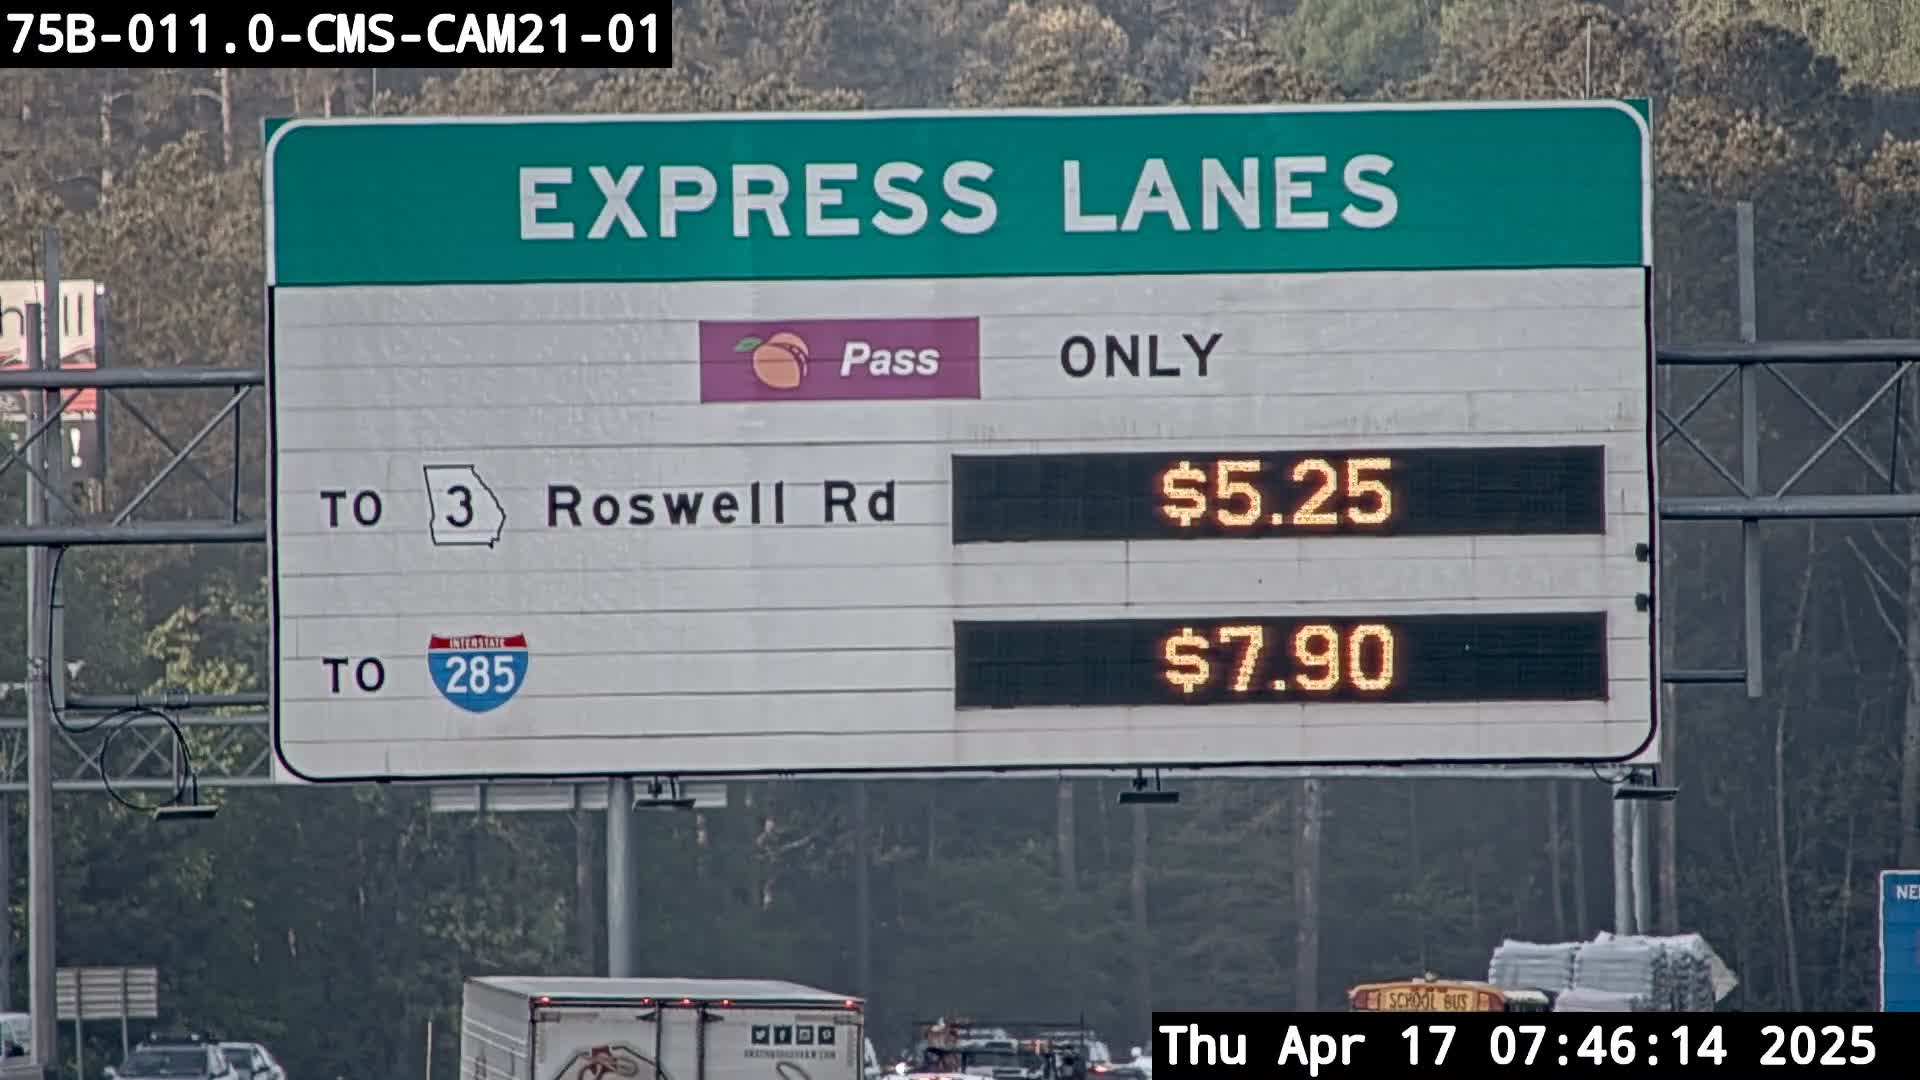 75B-011.0-CMS-CAM21-01
EXPRESS LANES
Pass ONLY
TO 3 Roswell Rd $5.25
TO INTERSTATE 285 $7.90
SCHOOL BUS
Thu Apr 17 07:46:14 2025